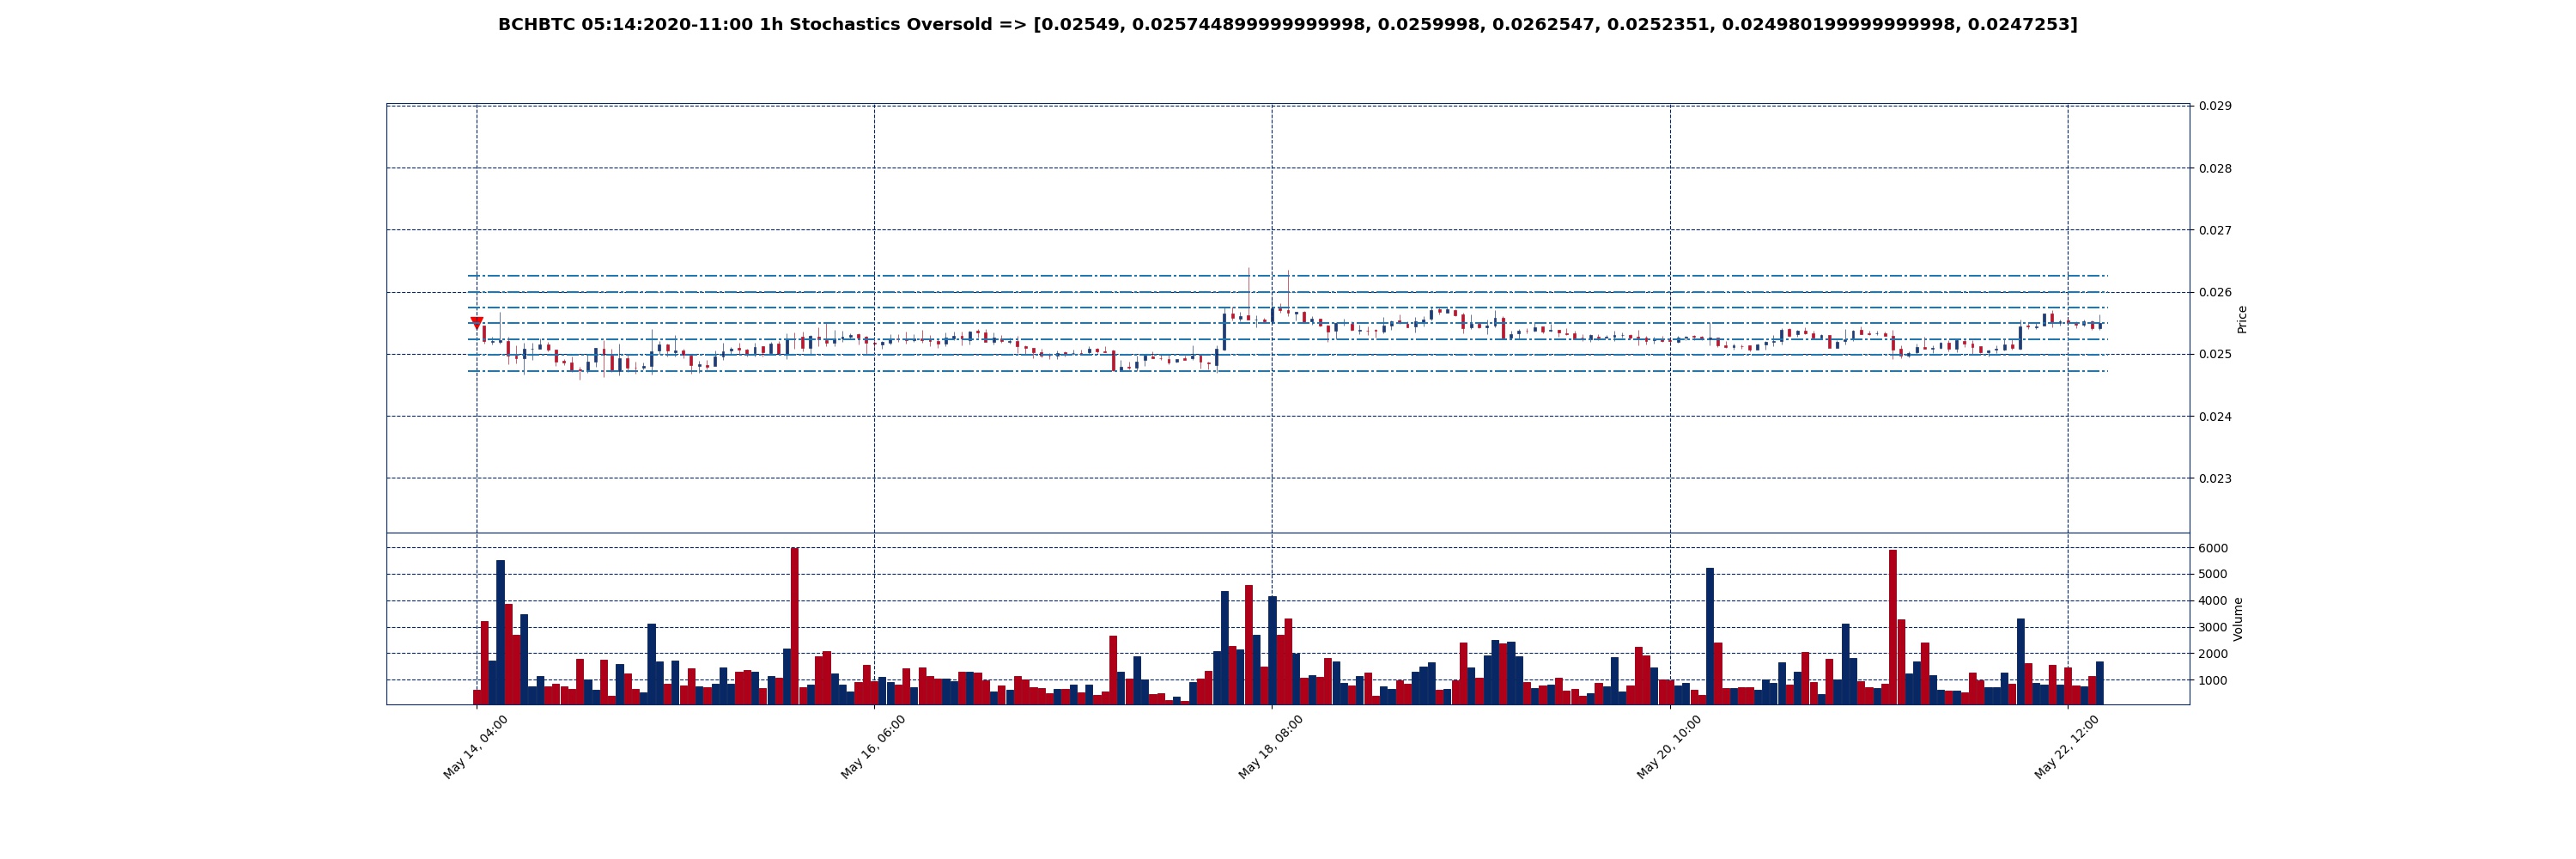 BCHBTC 05:14:2020-11:00 1h Stochastics Oversold => [0.02549, 0.025744899999999998, 0.0259998, 0.0262547, 0.0252351, 0.024980199999999998, 0.0247253]
0.029
0.028
0.027
0.026
0.025
0.024
0.023
Price
6000
5000
4000
3000
2000
1000
Volume
May 14, 04:00
May 16, 06:00
May 18, 08:00
May 20, 10:00
May 22, 12:00